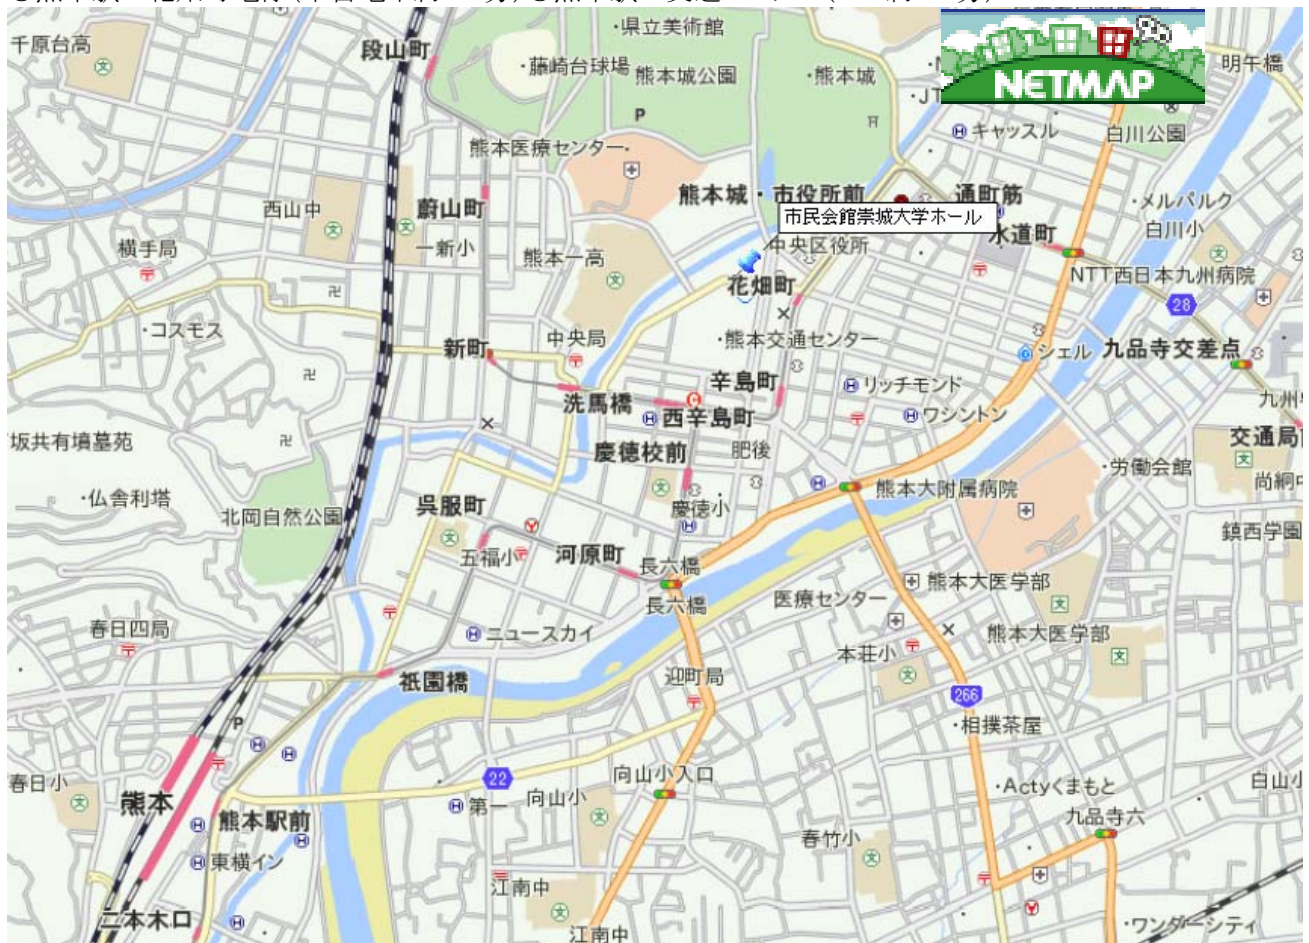 千原台高
段山町
・県立美術館
・藤崎台球場
熊本城公園
・熊本城
NETMAP
明午橋
P
・JT
キャッスル
白川公園
熊本医療センター・
熊本城・市役所前
通町筋
・メルパルク
西山中
蔚山町
市民会館崇城大学ホール
白川小
水道町
横手局
一新小
熊本一高
中央区役所
花畑町
NTT西日本九州病院
28
・コスモス
新町
中央局
・熊本交通センター
シェル
九品寺交差点
辛島町
リッチモンド
洗馬橋
西辛島町
ワシントン
九州
坂共有墳墓苑
慶徳校前
肥後
交通局
・労働会館
・仏舎利塔
北岡自然公園
呉服町
慶徳小
熊本大附属病院
尚絅中
鎮西学園
五福小
河原町
長六橋
長六橋
熊本大医学部
医療センター
春日四局
ニュースカイ
熊本大医学部
本荘小
祇園橋
迎町局
266
P
・相撲茶屋
春日小
22
向山小入口
・Actyくまもと
白山小
熊本
熊本駅前
第一
向山小
九品寺六
春竹小
東横イン
江南中
二本木口
江南中
・ワンダーシティ